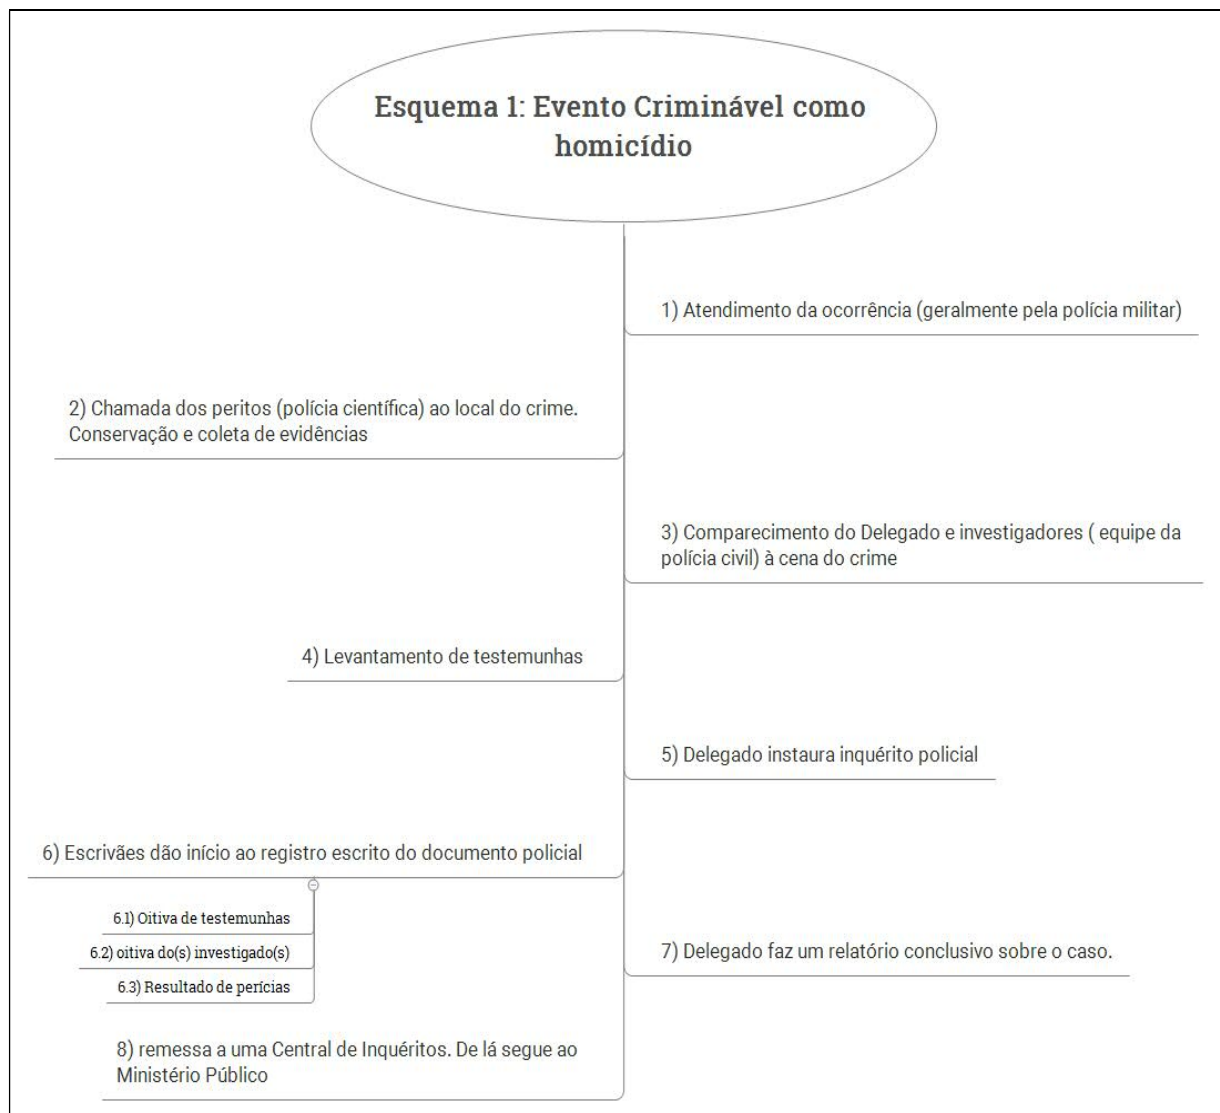 Esquema 1: Evento Criminável como
homicídio
1) Atendimento da ocorrência (geralmente pela polícia militar)
2) Chamada dos peritos (polícia científica) ao local do crime.
Conservação e coleta de evidências
3) Comparecimento do Delegado e investigadores ( equipe da
polícia civil) à cena do crime
4) Levantamento de testemunhas
5) Delegado instaura inquérito policial
6) Escrivães dão início ao registro escrito do documento policial
6.1) Oitiva de testemunhas
6.2) oitiva do(s) investigado(s)
6.3) Resultado de perícias
7) Delegado faz um relatório conclusivo sobre o caso.
8) remessa a uma Central de Inquéritos. De lá segue ao
Ministério Público